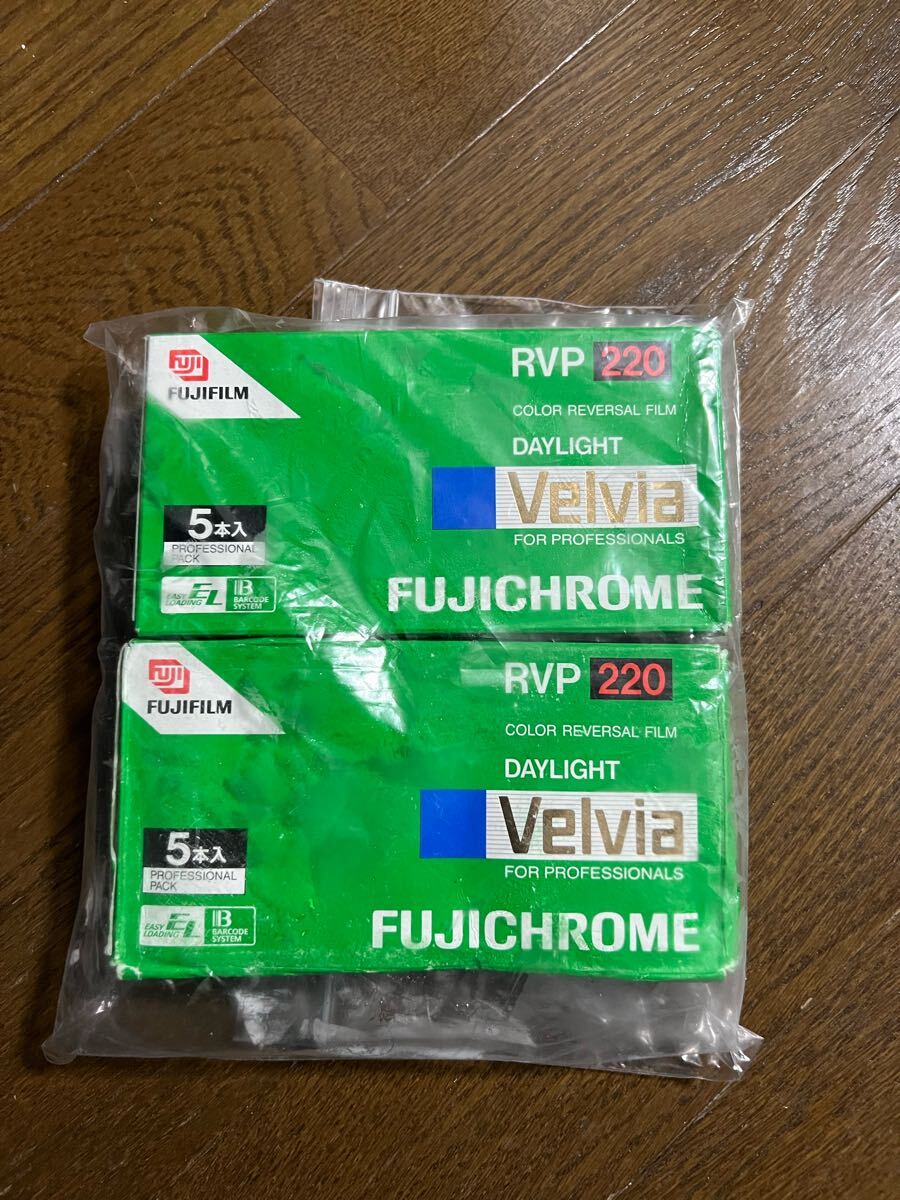 FUJI
FUJIFILM
RVP 220
COLOR REVERSAL FILM
DAYLIGHT
Velvia
FOR PROFESSIONALS
5本入
PROFESSIONAL
PACK
EASY
LOADING EL
B
BARCODE
SYSTEM
FUJICHROME
FUJI
FUJIFILM
RVP 220
COLOR REVERSAL FILM
DAYLIGHT
Velvia
FOR PROFESSIONALS
5本入
PROFESSIONAL
PACK
EASY
LOADING EL
B
BARCODE
SYSTEM
FUJICHROME